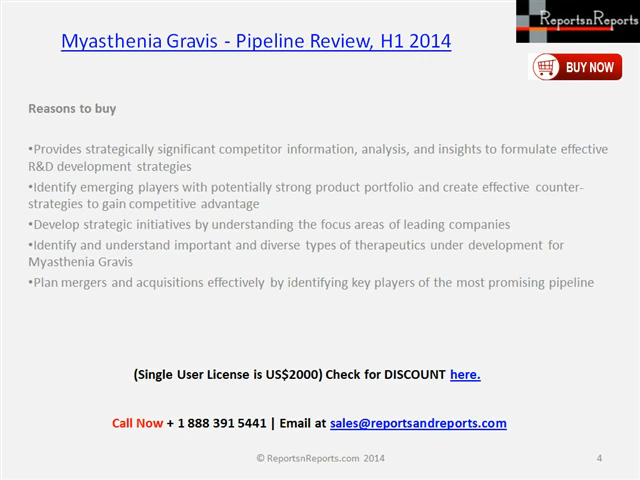 Myasthenia Gravis - Pipeline Review, H1 2014
ReportsnReports
BUY NOW
Reasons to buy
•Provides strategically significant competitor information, analysis, and insights to formulate effective
R&D development strategies
•Identify emerging players with potentially strong product portfolio and create effective counter-
strategies to gain competitive advantage
•Develop strategic initiatives by understanding the focus areas of leading companies
•Identify and understand important and diverse types of therapeutics under development for
Myasthenia Gravis
•Plan mergers and acquisitions effectively by identifying key players of the most promising pipeline
(Single User License is US$2000) Check for DISCOUNT here.
Call Now + 1 888 391 5441 | Email at sales@reportsandreports.com
© ReportsnReports.com 2014
4